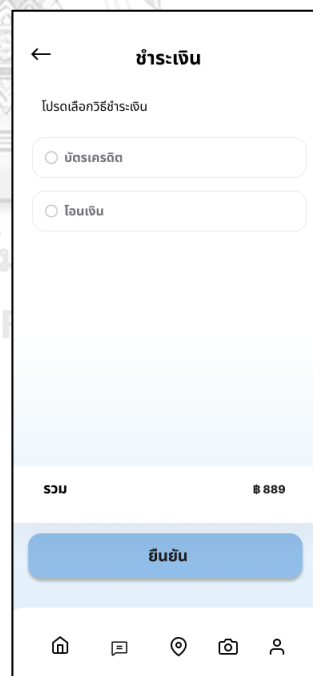 ชำระเงิน
โปรดเลือกวิธีชำระเงิน
บัตรเครดิต
โอนเงิน
รวม ฿ 889
ยืนยัน